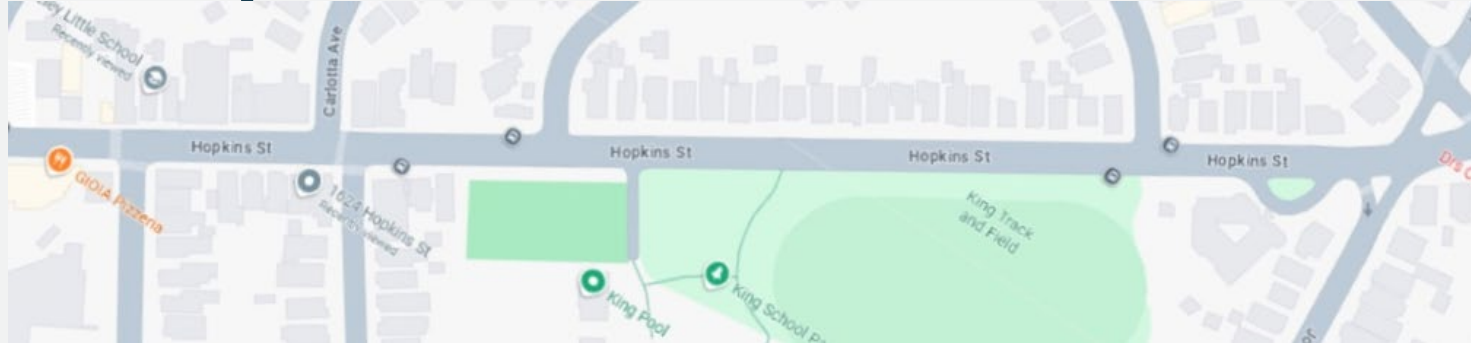 Little School
Recently viewed
Carlotta Ave
Hopkins St
Hopkins St
Hopkins St
Hopkins St
GIOIA Pizzeria
1624 Hopkins St
Recently viewed
King Track
and Field
King Pool
King School
Drs